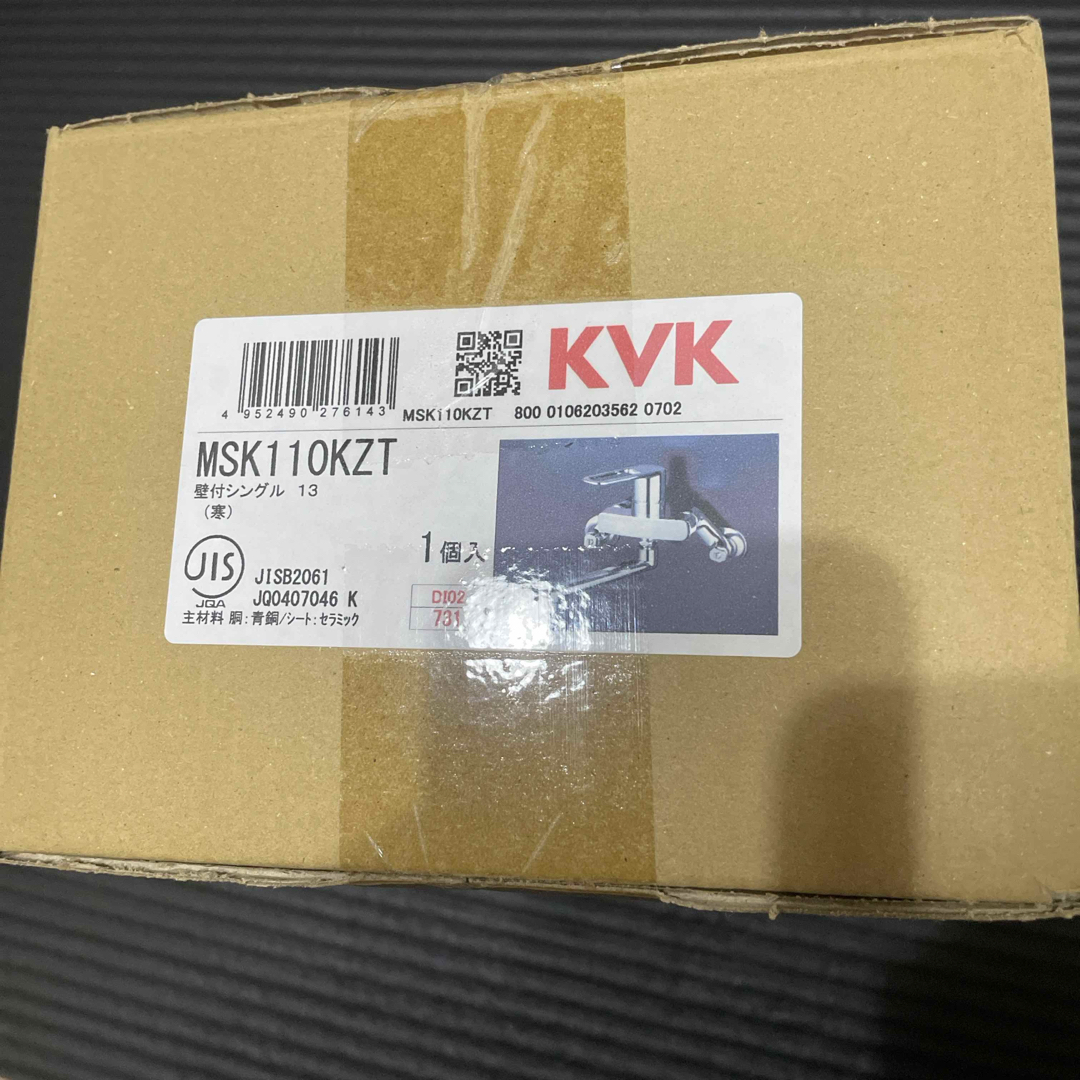 KVK
4 952490 276143
MSK110KZT 800 0106203562 0702
MSK110KZT
壁付シングル 13
（寒）
1個入
JIS
JQA
JISB2061
JQ0407046 K
DI02
731
主材料 胴:青銅/シート:セラミック